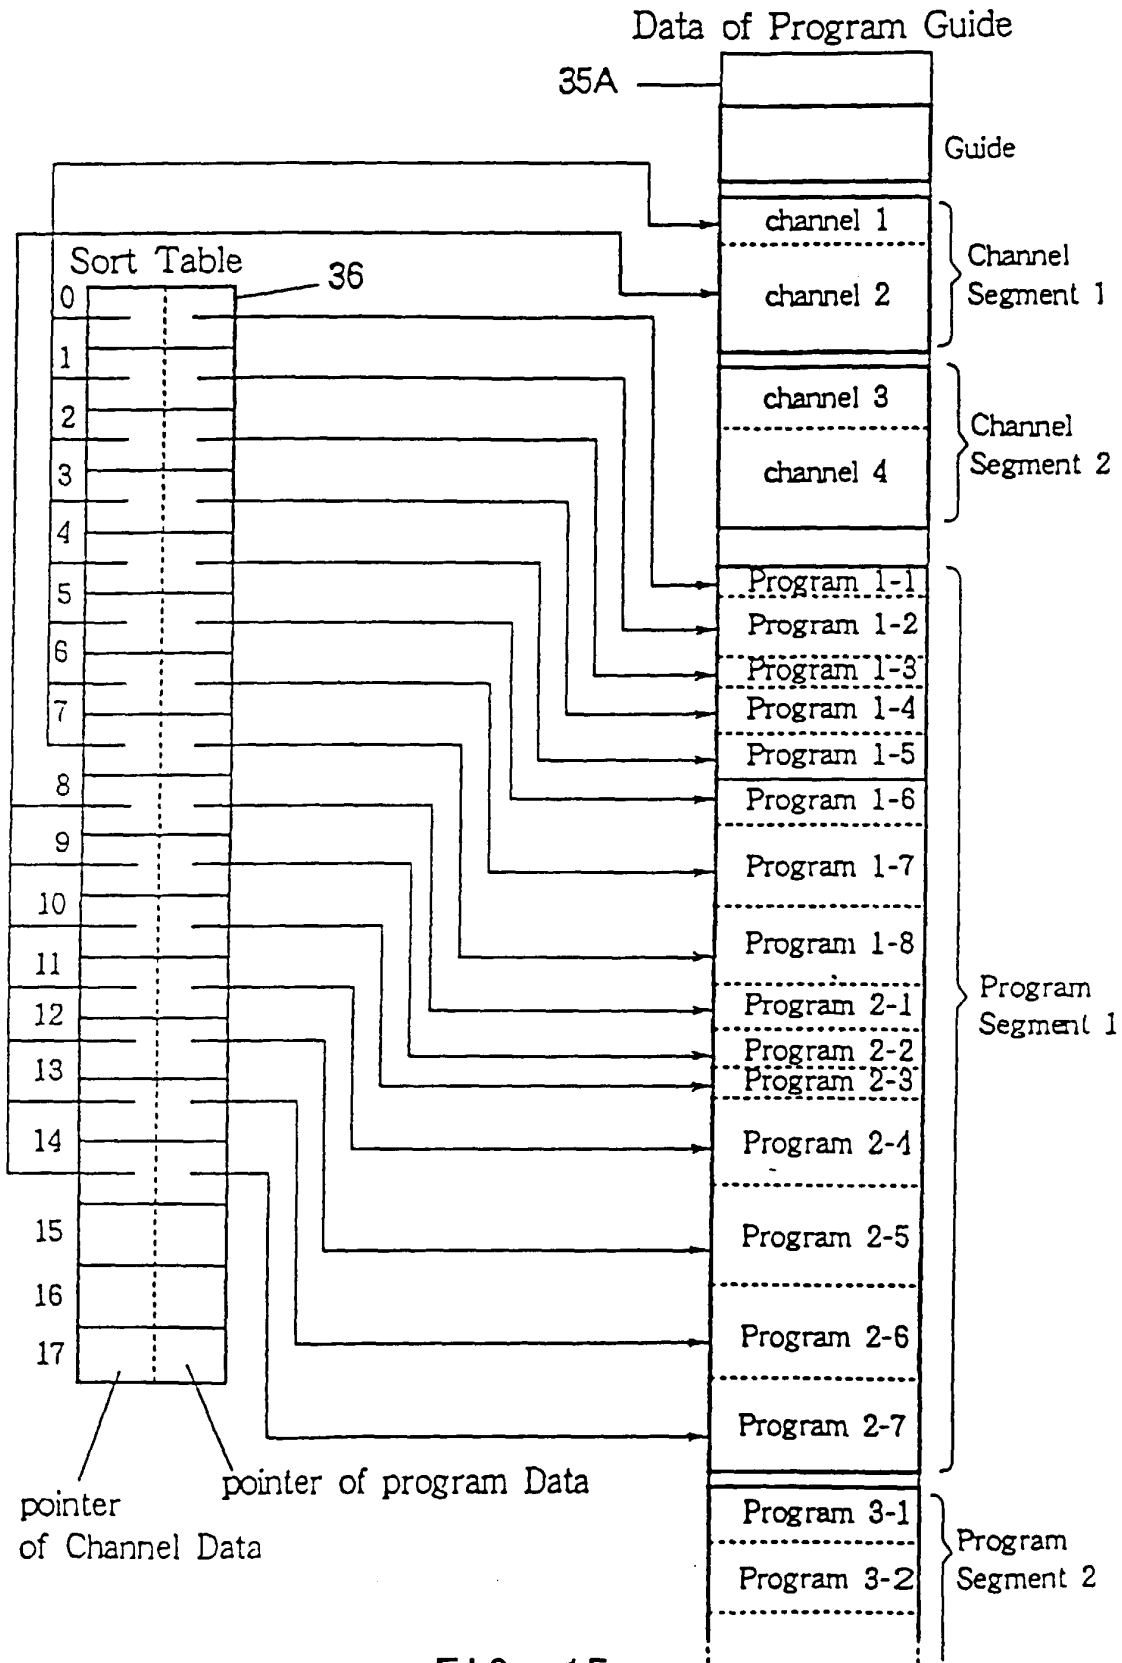 Data of Program Guide
35A
Guide
channel 1
channel 2
Channel
Segment 1
Sort Table
36
channel 3
channel 4
Channel
Segment 2
0
1
2
3
4
5
6
7
8
9
10
11
12
13
14
15
16
17
Program 1-1
Program 1-2
Program 1-3
Program 1-4
Program 1-5
Program 1-6
Program 1-7
Program 1-8
Program 2-1
Program 2-2
Program 2-3
Program 2-4
Program 2-5
Program 2-6
Program 2-7
Program
Segment 1
pointer
of Channel Data
pointer of program Data
Program 3-1
Program 3-2
Program
Segment 2